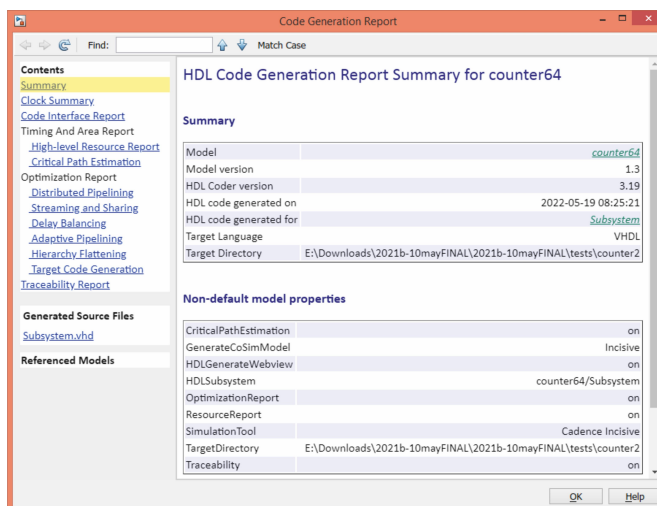 Code Generation Report
Find:
Match Case
Contents
Summary
Clock Summary
Code Interface Report
Timing And Area Report
High-level Resource Report
Critical Path Estimation
Optimization Report
Distributed Pipelining
Streaming and Sharing
Delay Balancing
Adaptive Pipelining
Hierarchy Flattening
Target Code Generation
Traceability Report
Generated Source Files
Subsystem.vhd
Referenced Models
HDL Code Generation Report Summary for counter64
Summary
Model counter64
Model version 1.3
HDL Coder version 3.19
HDL code generated on 2022-05-19 08:25:21
HDL code generated for Subsystem
Target Language VHDL
Target Directory E:\Downloads\2021b-10mayFINAL\2021b-10mayFINAL\tests\counter2
Non-default model properties
CriticalPathEstimation on
GenerateCoSimModel Incisive
HDLGenerateWebview on
HDLSubsystem counter64/Subsystem
OptimizationReport on
ResourceReport on
SimulationTool Cadence Incisive
TargetDirectory E:\Downloads\2021b-10mayFINAL\2021b-10mayFINAL\tests\counter2
Traceability on
OK Help